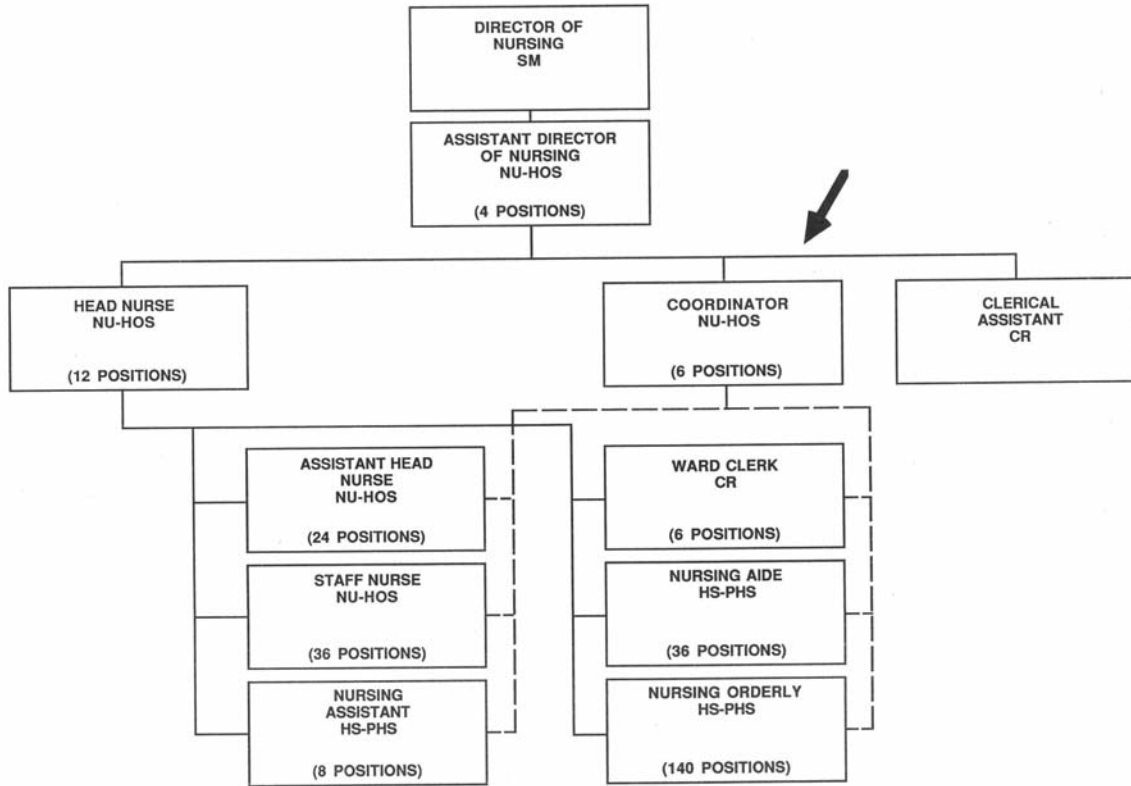 DIRECTOR OF
NURSING
SM
ASSISTANT DIRECTOR
OF NURSING
NU-HOS
(4 POSITIONS)
HEAD NURSE
NU-HOS
(12 POSITIONS)
COORDINATOR
NU-HOS
(6 POSITIONS)
CLERICAL
ASSISTANT
CR
ASSISTANT HEAD
NURSE
NU-HOS
(24 POSITIONS)
WARD CLERK
CR
(6 POSITIONS)
STAFF NURSE
NU-HOS
(36 POSITIONS)
NURSING AIDE
HS-PHS
(36 POSITIONS)
NURSING
ASSISTANT
HS-PHS
(8 POSITIONS)
NURSING ORDERLY
HS-PHS
(140 POSITIONS)